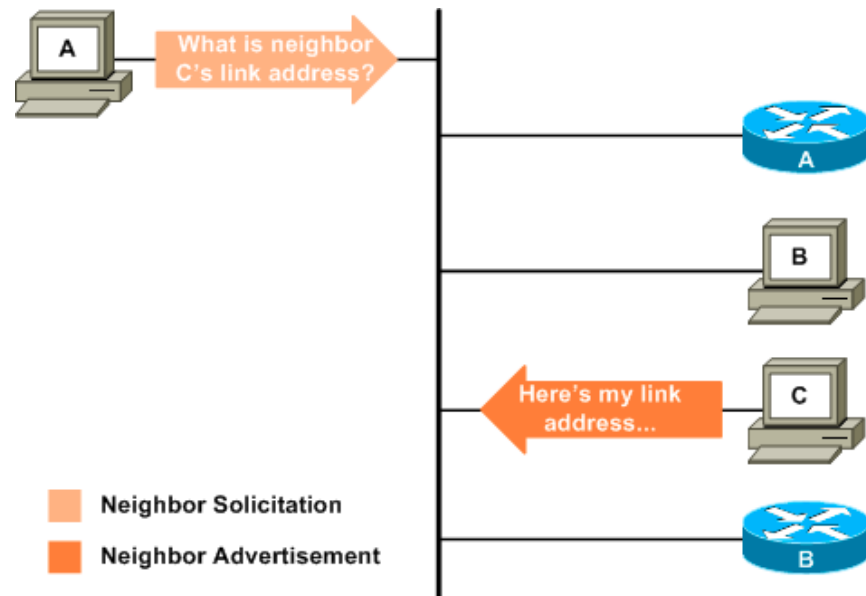 A
What is neighbor
C's link address?
A
B
Here's my link
address...
C
Neighbor Solicitation
Neighbor Advertisement
B